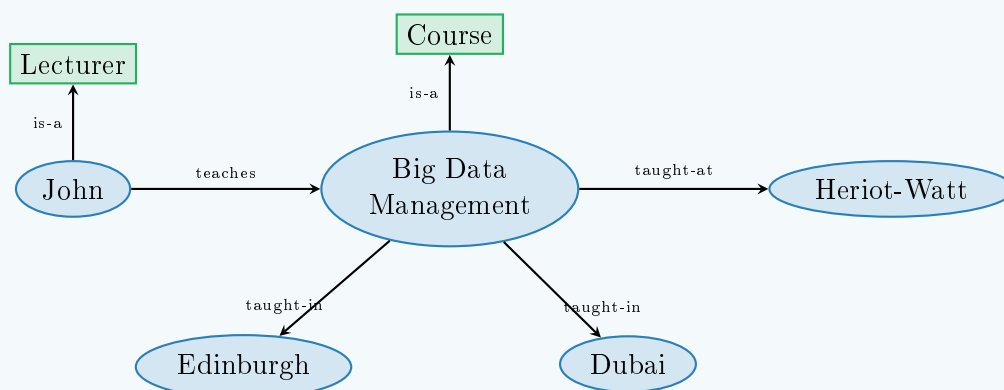 Course
Lecturer
is-a
is-a
teaches
taught-at
John
Big Data
Management
Heriot-Watt
taught-in
taught-in
Edinburgh
Dubai